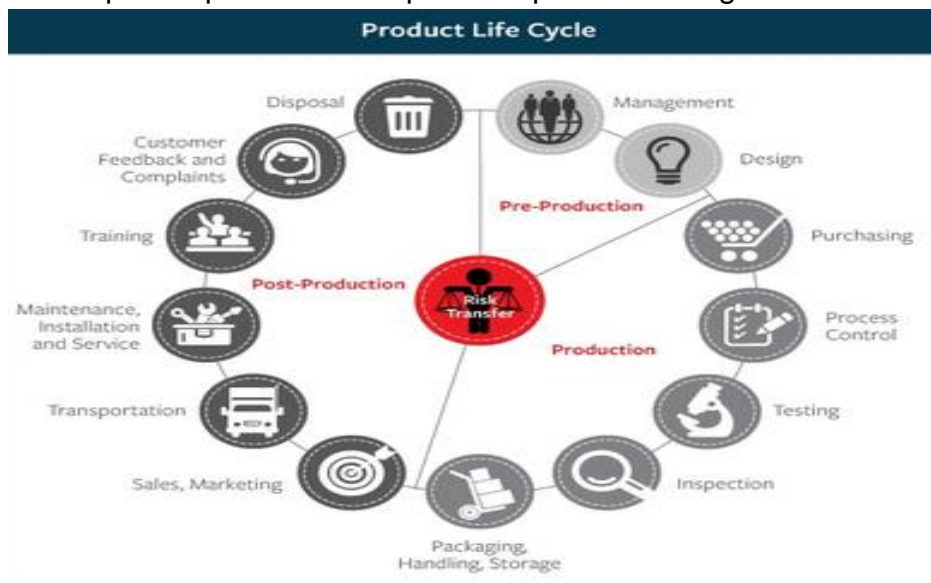 Product Life Cycle
Management
Design
Pre-Production
Purchasing
Process
Control
Production
Testing
Inspection
Packaging,
Handling, Storage
Sales, Marketing
Transportation
Maintenance,
Installation
and Service
Post-Production
Training
Customer
Feedback and
Complaints
Disposal
Risk
Transfer